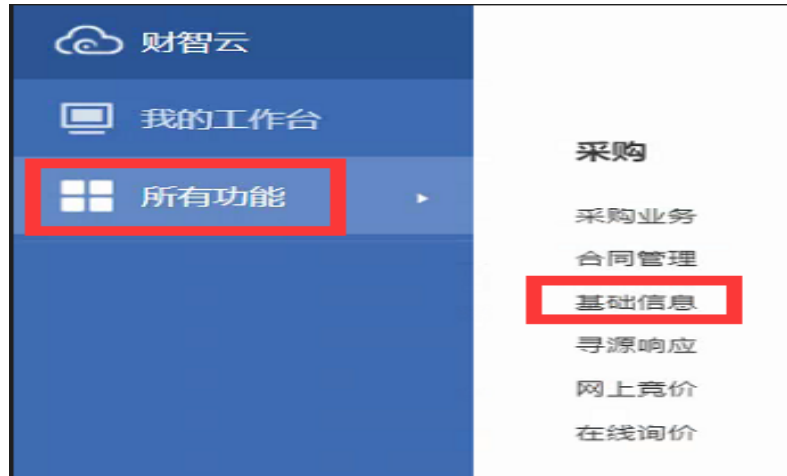 财智云
我的工作台
所有功能
采购
采购业务
合同管理
基础信息
寻源响应
网上竞价
在线询价